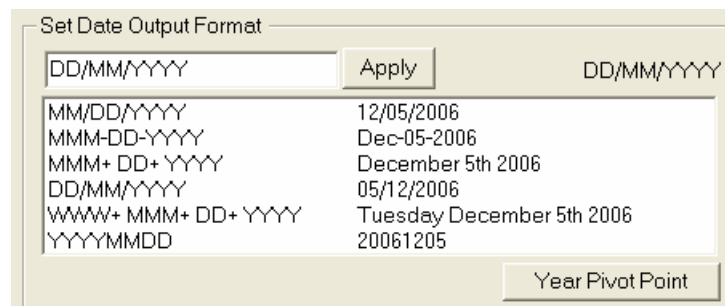 Set Date Output Format
DD/MM/YYYY Apply DD/MM/YYYY
MM/DD/YYYY 12/05/2006
MMM-DD-YYYY Dec-05-2006
MMM+ DD+ YYYY December 5th 2006
DD/MM/YYYY 05/12/2006
WWW+ MMM+ DD+ YYYY Tuesday December 5th 2006
YYYYMMDD 20061205
Year Pivot Point